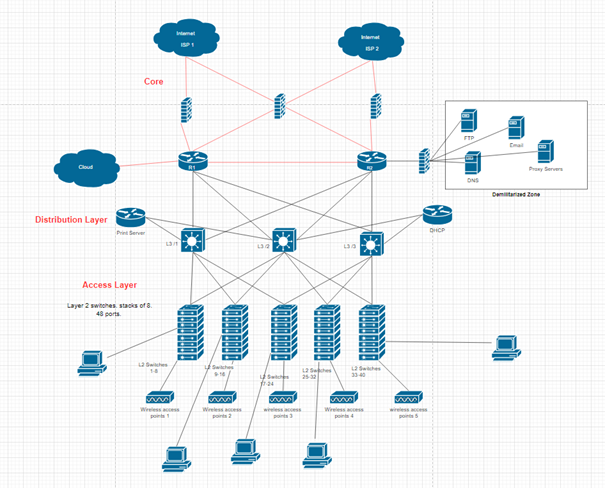 Internet
ISP 1
Internet
ISP 2
Core
FTP
Email
Cloud
R1
R2
DNS
Proxy Servers
Demilitarized Zone
Distribution Layer
Print Server
DHCP
L3 /1
L3 /2
L3 /3
Access Layer
Layer 2 switches. stacks of 8.
48 ports.
L2 Switches
1-8
L2 Switches
9-16
L2 Switches
17-24
L2 Switches
25-32
L2 Switches
33-40
Wireless access
points 1
Wireless access
points 2
wireless access
points 3
Wireless access
points 4
wireless access
points 5